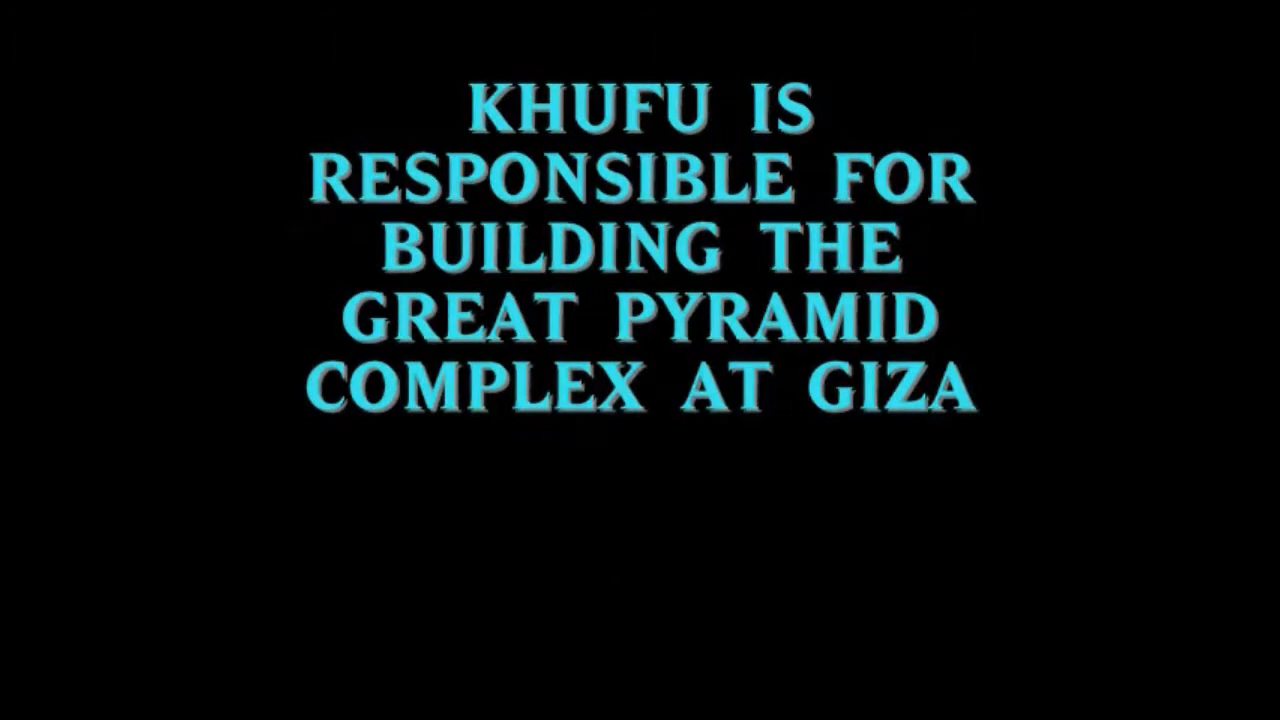 KHUFU IS
RESPONSIBLE FOR
BUILDING THE
GREAT PYRAMID
COMPLEX AT GIZA